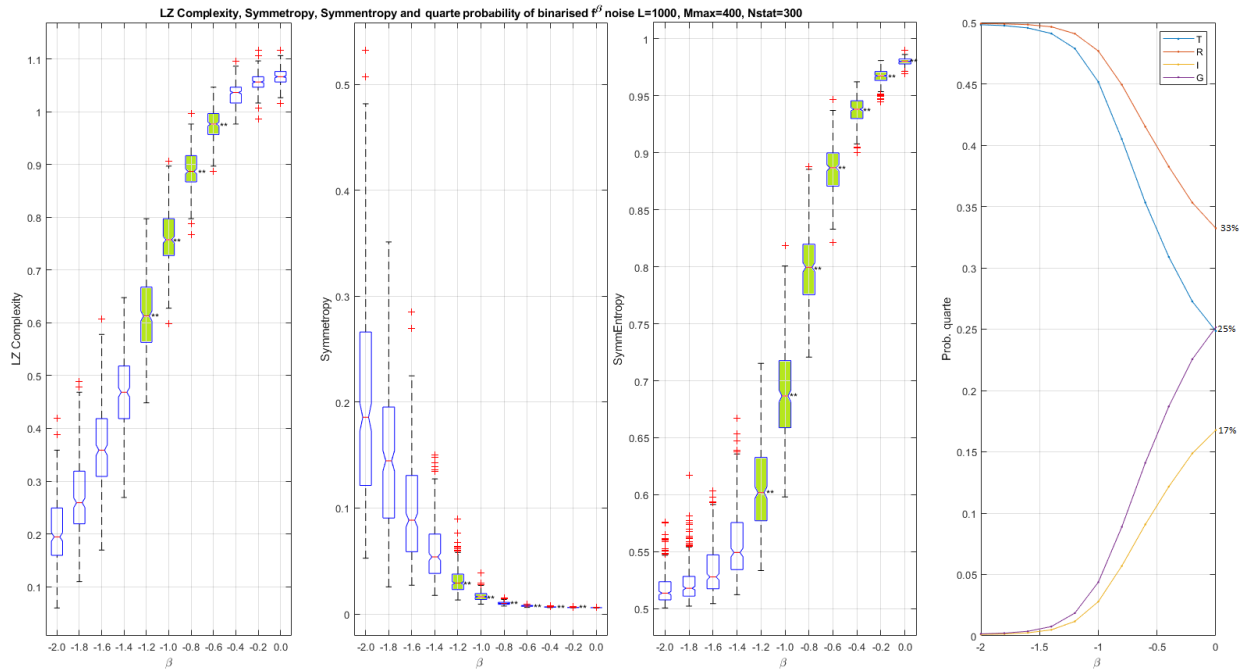 LZ Complexity, Symmetropy, Symmentropy and quarte probability of binarised f^β noise L=1000, Mmax=400, Nstat=300
LZ Complexity
1.1
1
0.9
0.8
0.7
0.6
0.5
0.4
0.3
0.2
0.1
**
**
**
**
-2.0 -1.8 -1.6 -1.4 -1.2 -1.0 -0.8 -0.6 -0.4 -0.2 0.0
β
Symmetropy
0.5
0.4
0.3
0.2
0.1
0
** ** ** ** ** ** **
-2.0 -1.8 -1.6 -1.4 -1.2 -1.0 -0.8 -0.6 -0.4 -0.2 0.0
β
SymmEntropy
1
0.95
0.9
0.85
0.8
0.75
0.7
0.65
0.6
0.55
0.5
**
**
**
**
**
**
**
-2.0 -1.8 -1.6 -1.4 -1.2 -1.0 -0.8 -0.6 -0.4 -0.2 0.0
β
Prob. quarte
0.5
0.45
0.4
0.35
0.3
0.25
0.2
0.15
0.1
0.05
0
T
R
I
G
33%
25%
17%
-2 -1.5 -1 -0.5 0
β